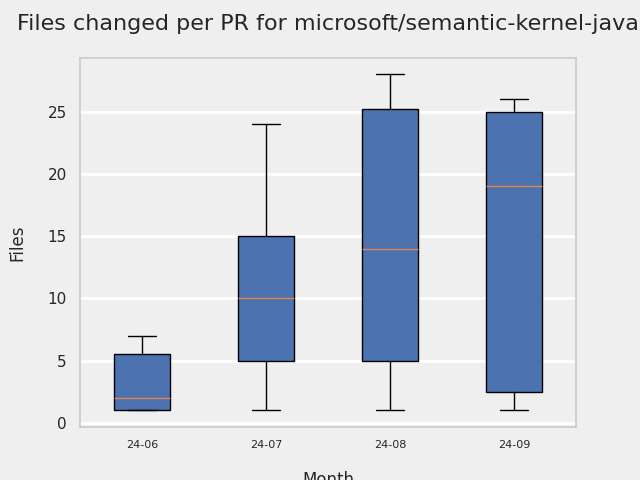 Files changed per PR for microsoft/semantic-kernel-java
25
20
15
10
5
0
Files
24-06 24-07 24-08 24-09
Month